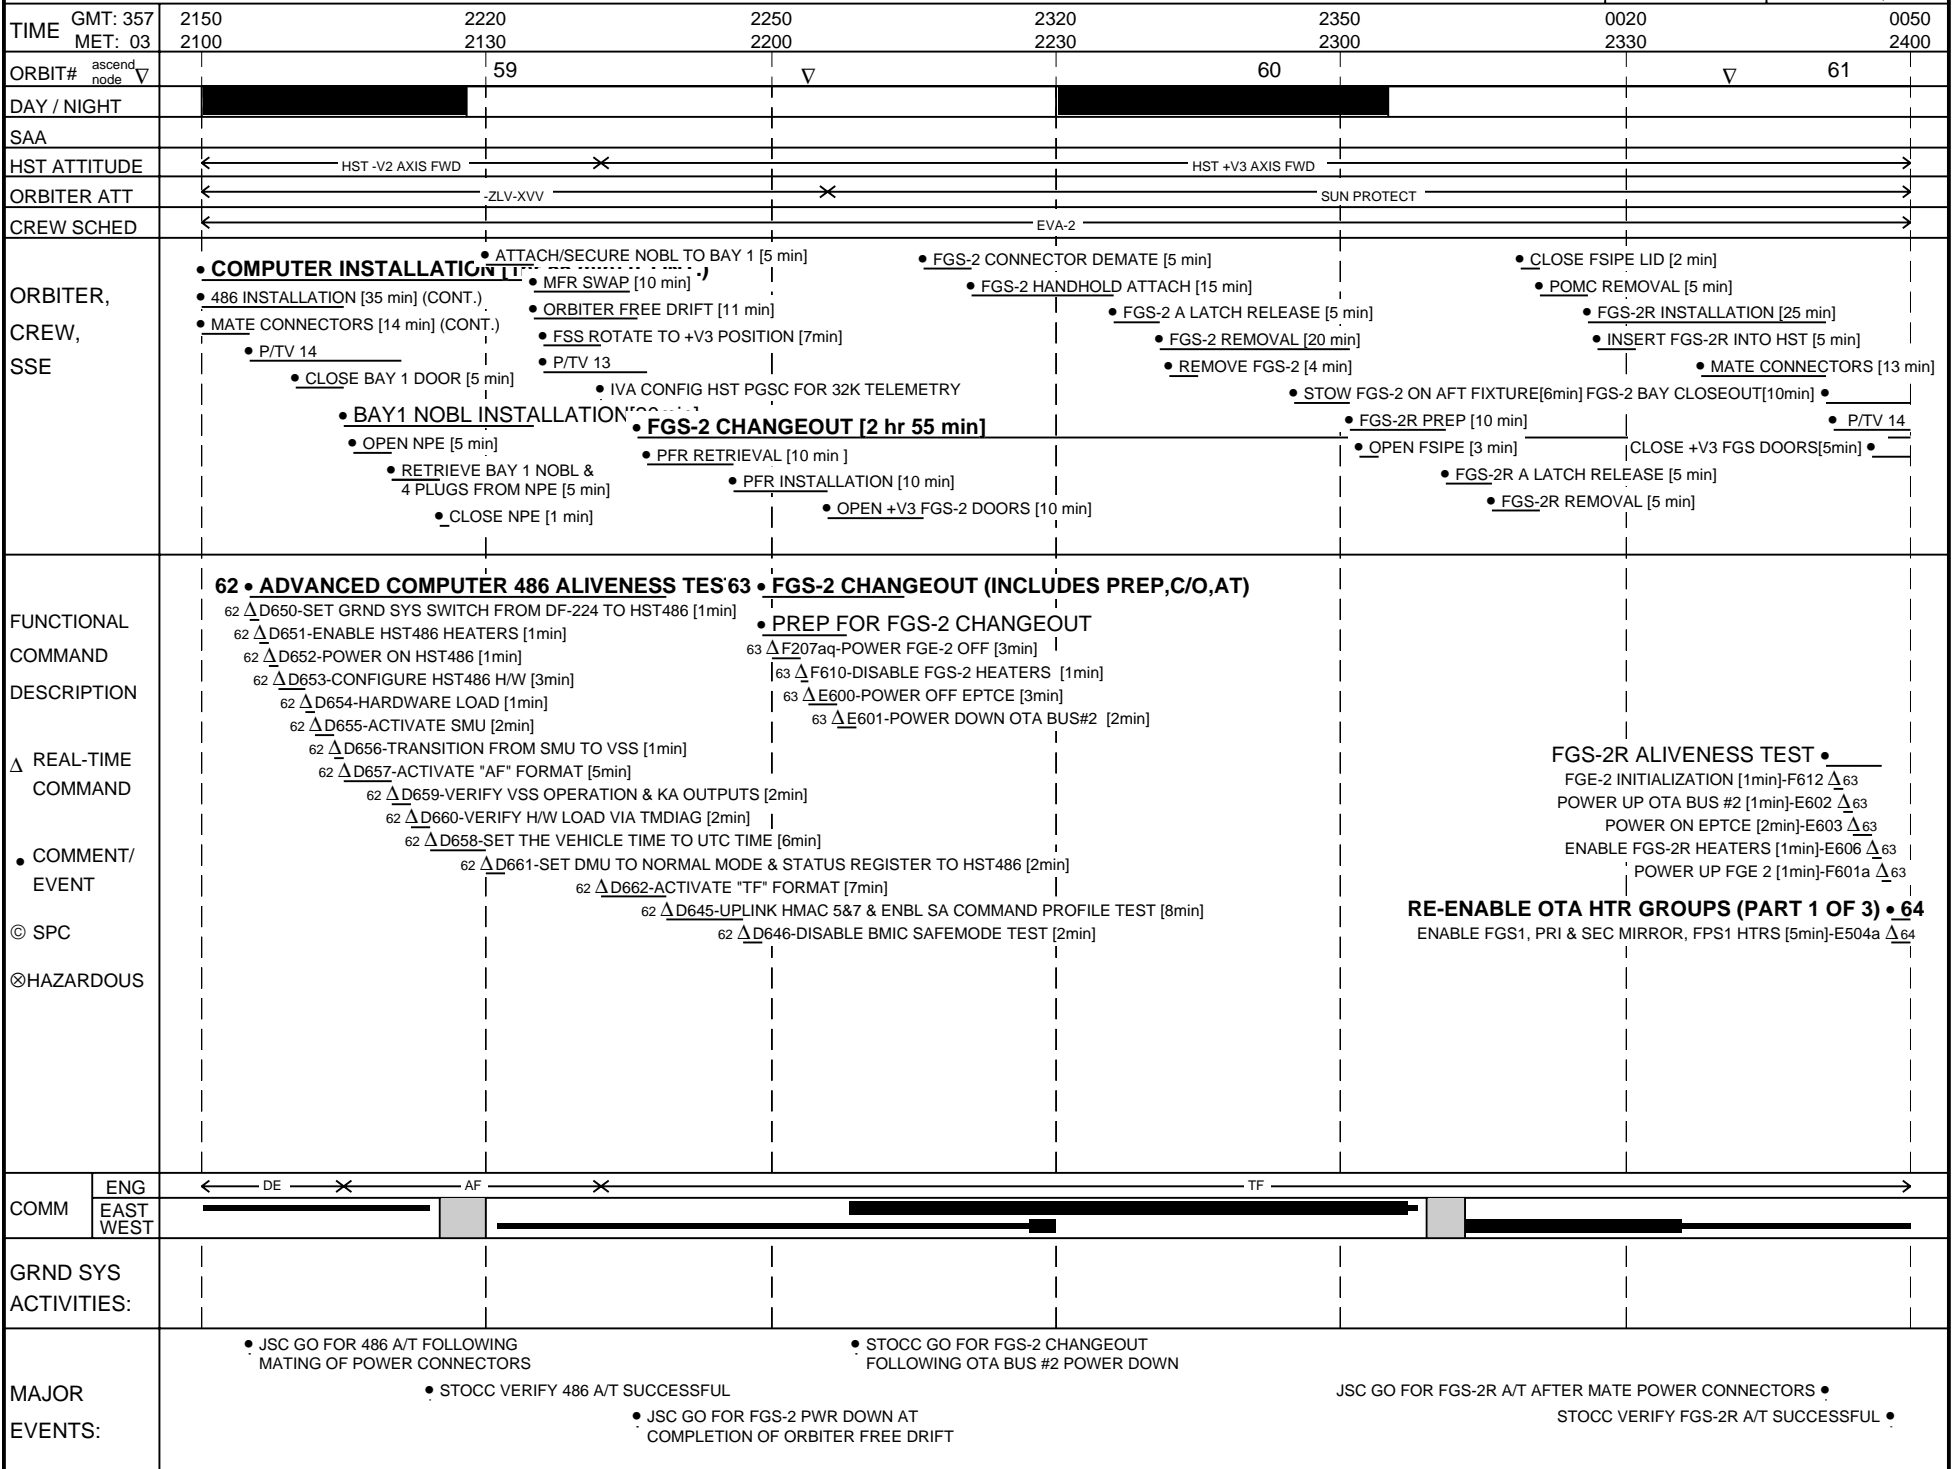 TIME GMT: 357 2150 2220 2250 2320 2350 0020 0050
MET: 03 2100 2130 2200 2230 2300 2330 2400
ORBIT# ascend node ∇ 59 ∇ 60 ∇ 61
DAY / NIGHT
SAA
HST ATTITUDE HST -V2 AXIS FWD HST +V3 AXIS FWD
ORBITER ATT -ZLV-XVV SUN PROTECT
CREW SCHED EVA-2
ORBITER,
CREW,
SSE
• ATTACH/SECURE NOBL TO BAY 1 [5 min]
• COMPUTER INSTALLATION
• MFR SWAP [10 min]
• 486 INSTALLATION [35 min] (CONT.)
• ORBITER FREE DRIFT [11 min]
• MATE CONNECTORS [14 min] (CONT.)
• FSS ROTATE TO +V3 POSITION [7min]
• P/TV 14
• P/TV 13
• CLOSE BAY 1 DOOR [5 min]
• IVA CONFIG HST PGSC FOR 32K TELEMETRY
• BAY1 NOBL INSTALLATION
• FGS-2 CHANGEOUT [2 hr 55 min]
• OPEN NPE [5 min]
• PFR RETRIEVAL [10 min ]
• RETRIEVE BAY 1 NOBL &
4 PLUGS FROM NPE [5 min]
• PFR INSTALLATION [10 min]
• CLOSE NPE [1 min]
• OPEN +V3 FGS-2 DOORS [10 min]
• FGS-2 CONNECTOR DEMATE [5 min]
• FGS-2 HANDHOLD ATTACH [15 min]
• FGS-2 A LATCH RELEASE [5 min]
• FGS-2 REMOVAL [20 min]
• REMOVE FGS-2 [4 min]
• STOW FGS-2 ON AFT FIXTURE[6min] FGS-2 BAY CLOSEOUT[10min] •
• FGS-2R PREP [10 min]
• OPEN FSIPE [3 min]
• FGS-2R A LATCH RELEASE [5 min]
• FGS-2R REMOVAL [5 min]
• CLOSE FSIPE LID [2 min]
• POMC REMOVAL [5 min]
• FGS-2R INSTALLATION [25 min]
• INSERT FGS-2R INTO HST [5 min]
• MATE CONNECTORS [13 min]
• P/TV 14
CLOSE +V3 FGS DOORS[5min] •
FUNCTIONAL
COMMAND
DESCRIPTION
Δ REAL-TIME
COMMAND
• COMMENT/
EVENT
© SPC
⊗HAZARDOUS
62 • ADVANCED COMPUTER 486 ALIVENESS TES
62 Δ D650-SET GRND SYS SWITCH FROM DF-224 TO HST486 [1min]
62 Δ D651-ENABLE HST486 HEATERS [1min]
62 Δ D652-POWER ON HST486 [1min]
62 Δ D653-CONFIGURE HST486 H/W [3min]
62 Δ D654-HARDWARE LOAD [1min]
62 Δ D655-ACTIVATE SMU [2min]
62 Δ D656-TRANSITION FROM SMU TO VSS [1min]
62 Δ D657-ACTIVATE "AF" FORMAT [5min]
62 Δ D659-VERIFY VSS OPERATION & KA OUTPUTS [2min]
62 Δ D660-VERIFY H/W LOAD VIA TMDIAG [2min]
62 Δ D658-SET THE VEHICLE TIME TO UTC TIME [6min]
62 Δ D661-SET DMU TO NORMAL MODE & STATUS REGISTER TO HST486 [2min]
62 Δ D662-ACTIVATE "TF" FORMAT [7min]
62 Δ D645-UPLINK HMAC 5&7 & ENBL SA COMMAND PROFILE TEST [8min]
62 Δ D646-DISABLE BMIC SAFEMODE TEST [2min]
63 • FGS-2 CHANGEOUT (INCLUDES PREP,C/O,AT)
• PREP FOR FGS-2 CHANGEOUT
63 Δ F207aq-POWER FGE-2 OFF [3min]
63 Δ F610-DISABLE FGS-2 HEATERS [1min]
63 Δ E600-POWER OFF EPTCE [3min]
63 Δ E601-POWER DOWN OTA BUS#2 [2min]
FGS-2R ALIVENESS TEST •
FGE-2 INITIALIZATION [1min]-F612 Δ 63
POWER UP OTA BUS #2 [1min]-E602 Δ 63
POWER ON EPTCE [2min]-E603 Δ 63
ENABLE FGS-2R HEATERS [1min]-E606 Δ 63
POWER UP FGE 2 [1min]-F601a Δ 63
RE-ENABLE OTA HTR GROUPS (PART 1 OF 3) • 64
ENABLE FGS1, PRI & SEC MIRROR, FPS1 HTRS [5min]-E504a Δ 64
COMM ENG DE AF TF
EAST
WEST
GRND SYS
ACTIVITIES:
MAJOR
EVENTS:
• JSC GO FOR 486 A/T FOLLOWING
MATING OF POWER CONNECTORS
• STOCC VERIFY 486 A/T SUCCESSFUL
• JSC GO FOR FGS-2 PWR DOWN AT
COMPLETION OF ORBITER FREE DRIFT
• STOCC GO FOR FGS-2 CHANGEOUT
FOLLOWING OTA BUS #2 POWER DOWN
JSC GO FOR FGS-2R A/T AFTER MATE POWER CONNECTORS •
STOCC VERIFY FGS-2R A/T SUCCESSFUL •